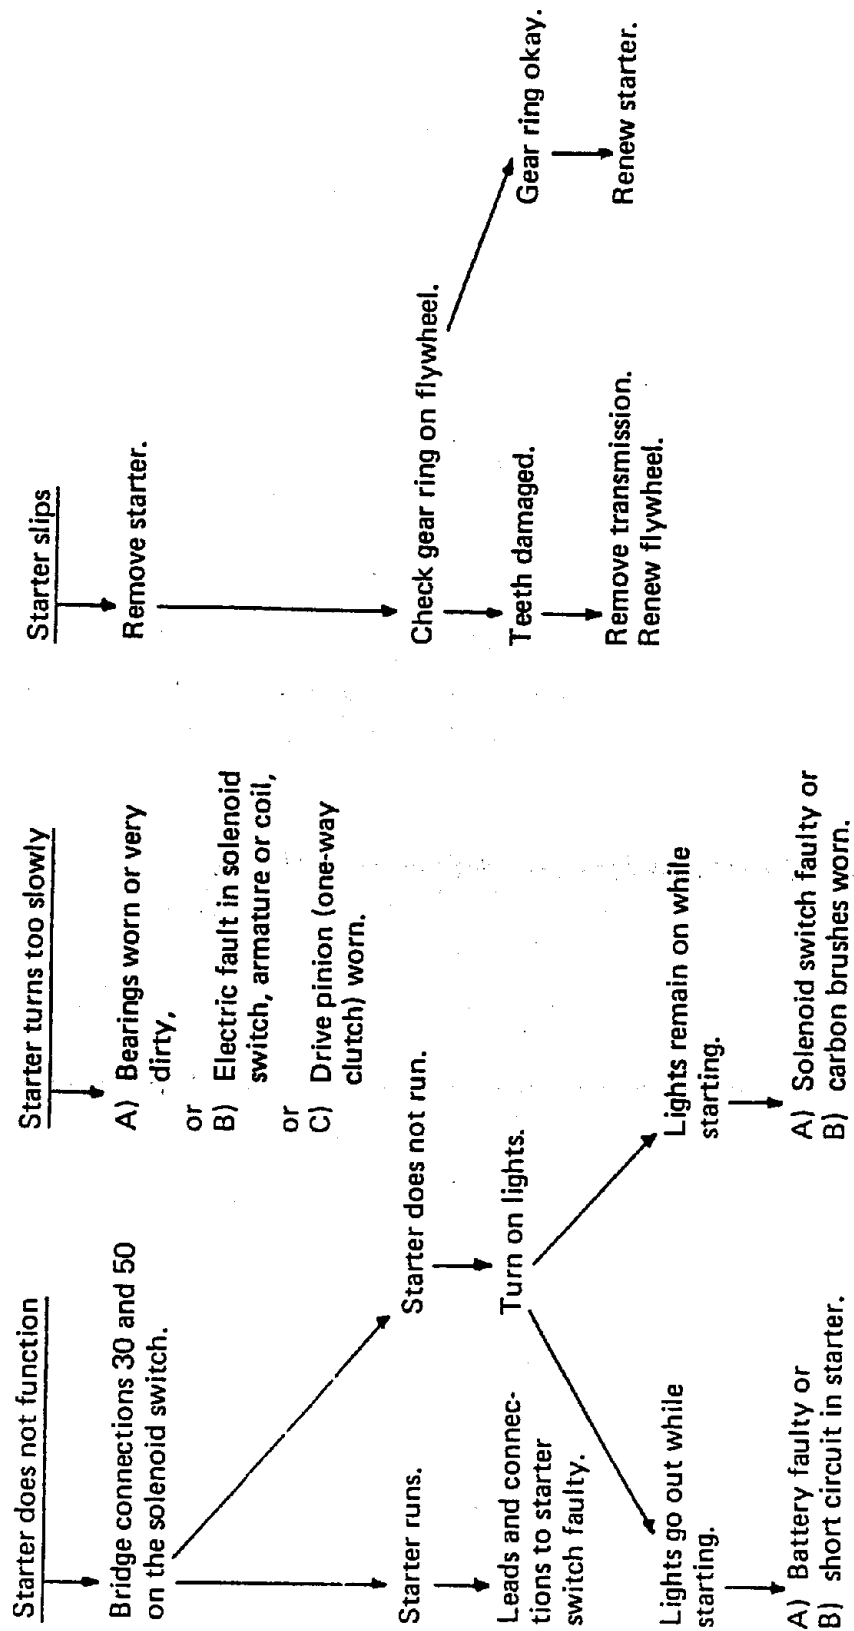 Starter does not function
Bridge connections 30 and 50
on the solenoid switch.
Starter runs.
Leads and connec-
tions to starter
switch faulty.
Starter does not run.
Turn on lights.
Lights go out while
starting.
A) Battery faulty or
B) short circuit in starter.
Lights remain on while
starting.
A) Solenoid switch faulty or
B) carbon brushes worn.
Starter turns too slowly
A) Bearings worn or very
dirty,
or
B) Electric fault in solenoid
switch, armature or coil,
or
C) Drive pinion (one-way
clutch) worn.
Starter slips
Remove starter.
Check gear ring on flywheel.
Teeth damaged.
Remove transmission.
Renew flywheel.
Gear ring okay.
Renew starter.